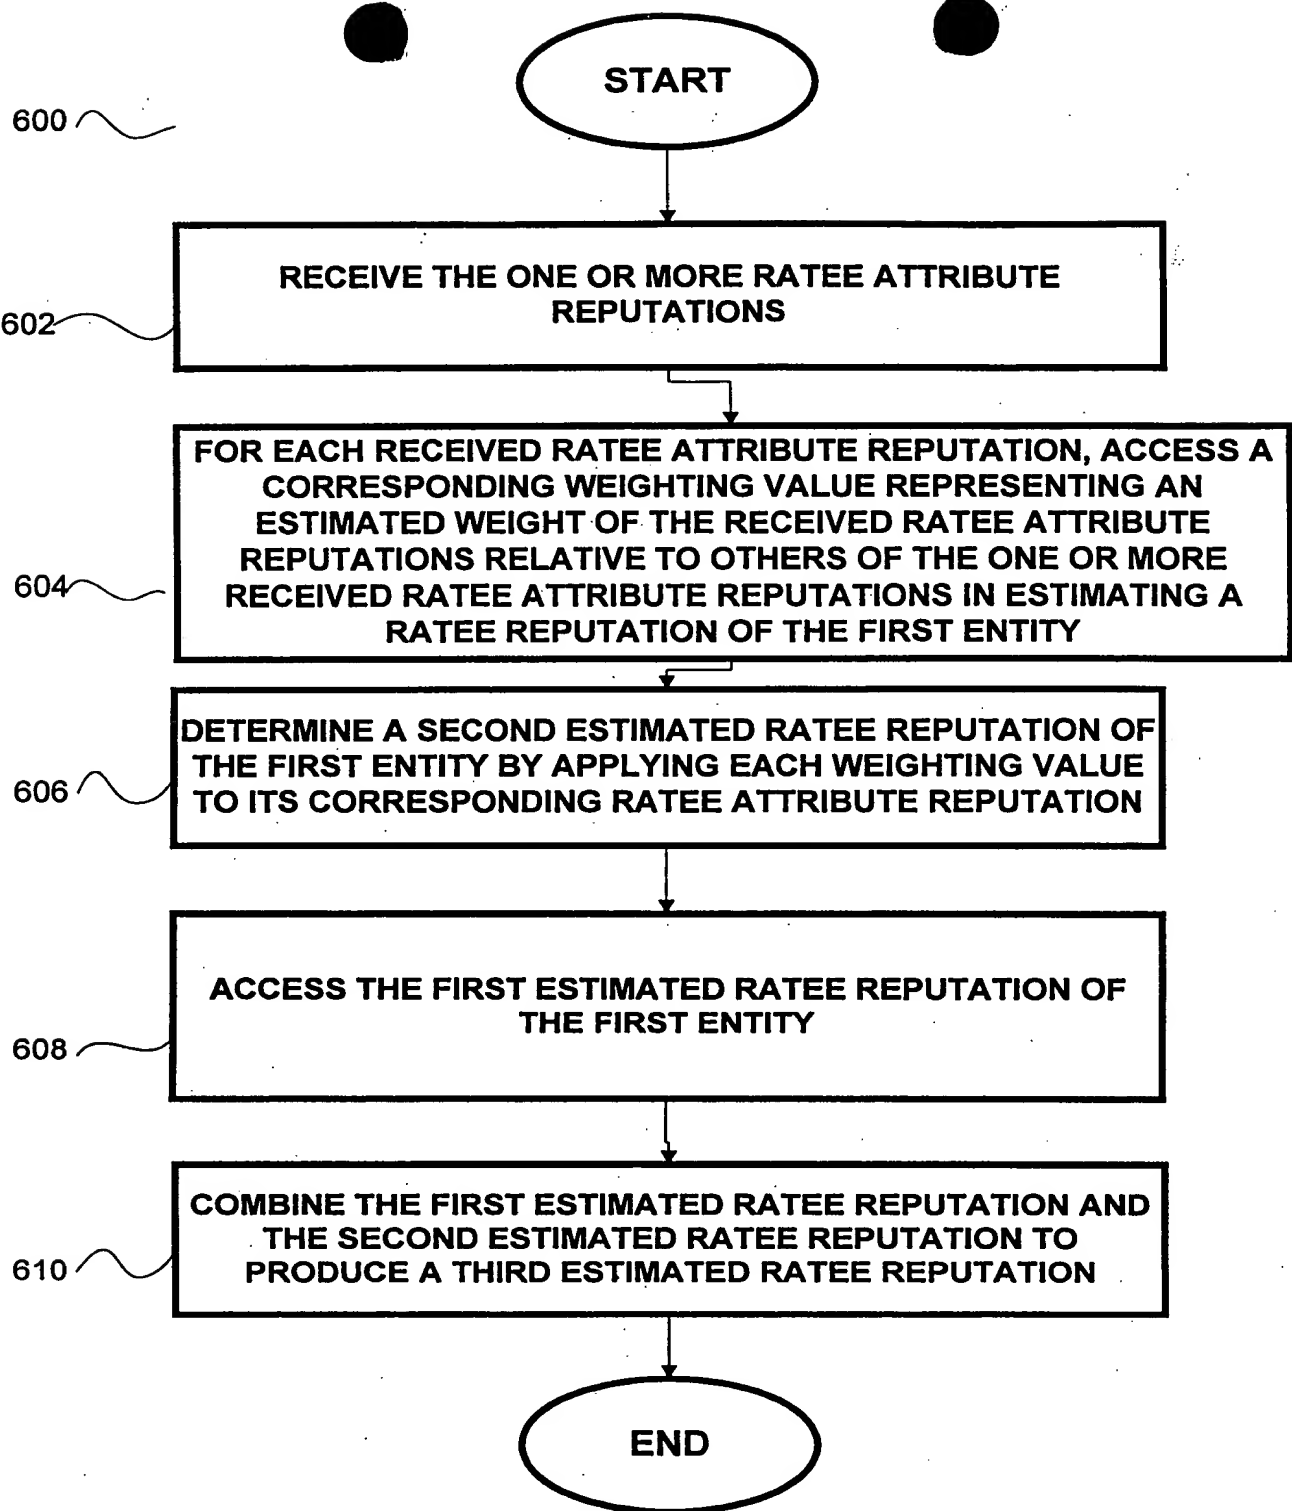 START
600
RECEIVE THE ONE OR MORE RATEE ATTRIBUTE
REPUTATIONS
602
FOR EACH RECEIVED RATEE ATTRIBUTE REPUTATION, ACCESS A
CORRESPONDING WEIGHTING VALUE REPRESENTING AN
ESTIMATED WEIGHT OF THE RECEIVED RATEE ATTRIBUTE
REPUTATIONS RELATIVE TO OTHERS OF THE ONE OR MORE
RECEIVED RATEE ATTRIBUTE REPUTATIONS IN ESTIMATING A
RATEE REPUTATION OF THE FIRST ENTITY
604
DETERMINE A SECOND ESTIMATED RATEE REPUTATION OF
THE FIRST ENTITY BY APPLYING EACH WEIGHTING VALUE
TO ITS CORRESPONDING RATEE ATTRIBUTE REPUTATION
606
ACCESS THE FIRST ESTIMATED RATEE REPUTATION OF
THE FIRST ENTITY
608
COMBINE THE FIRST ESTIMATED RATEE REPUTATION AND
THE SECOND ESTIMATED RATEE REPUTATION TO
PRODUCE A THIRD ESTIMATED RATEE REPUTATION
610
END